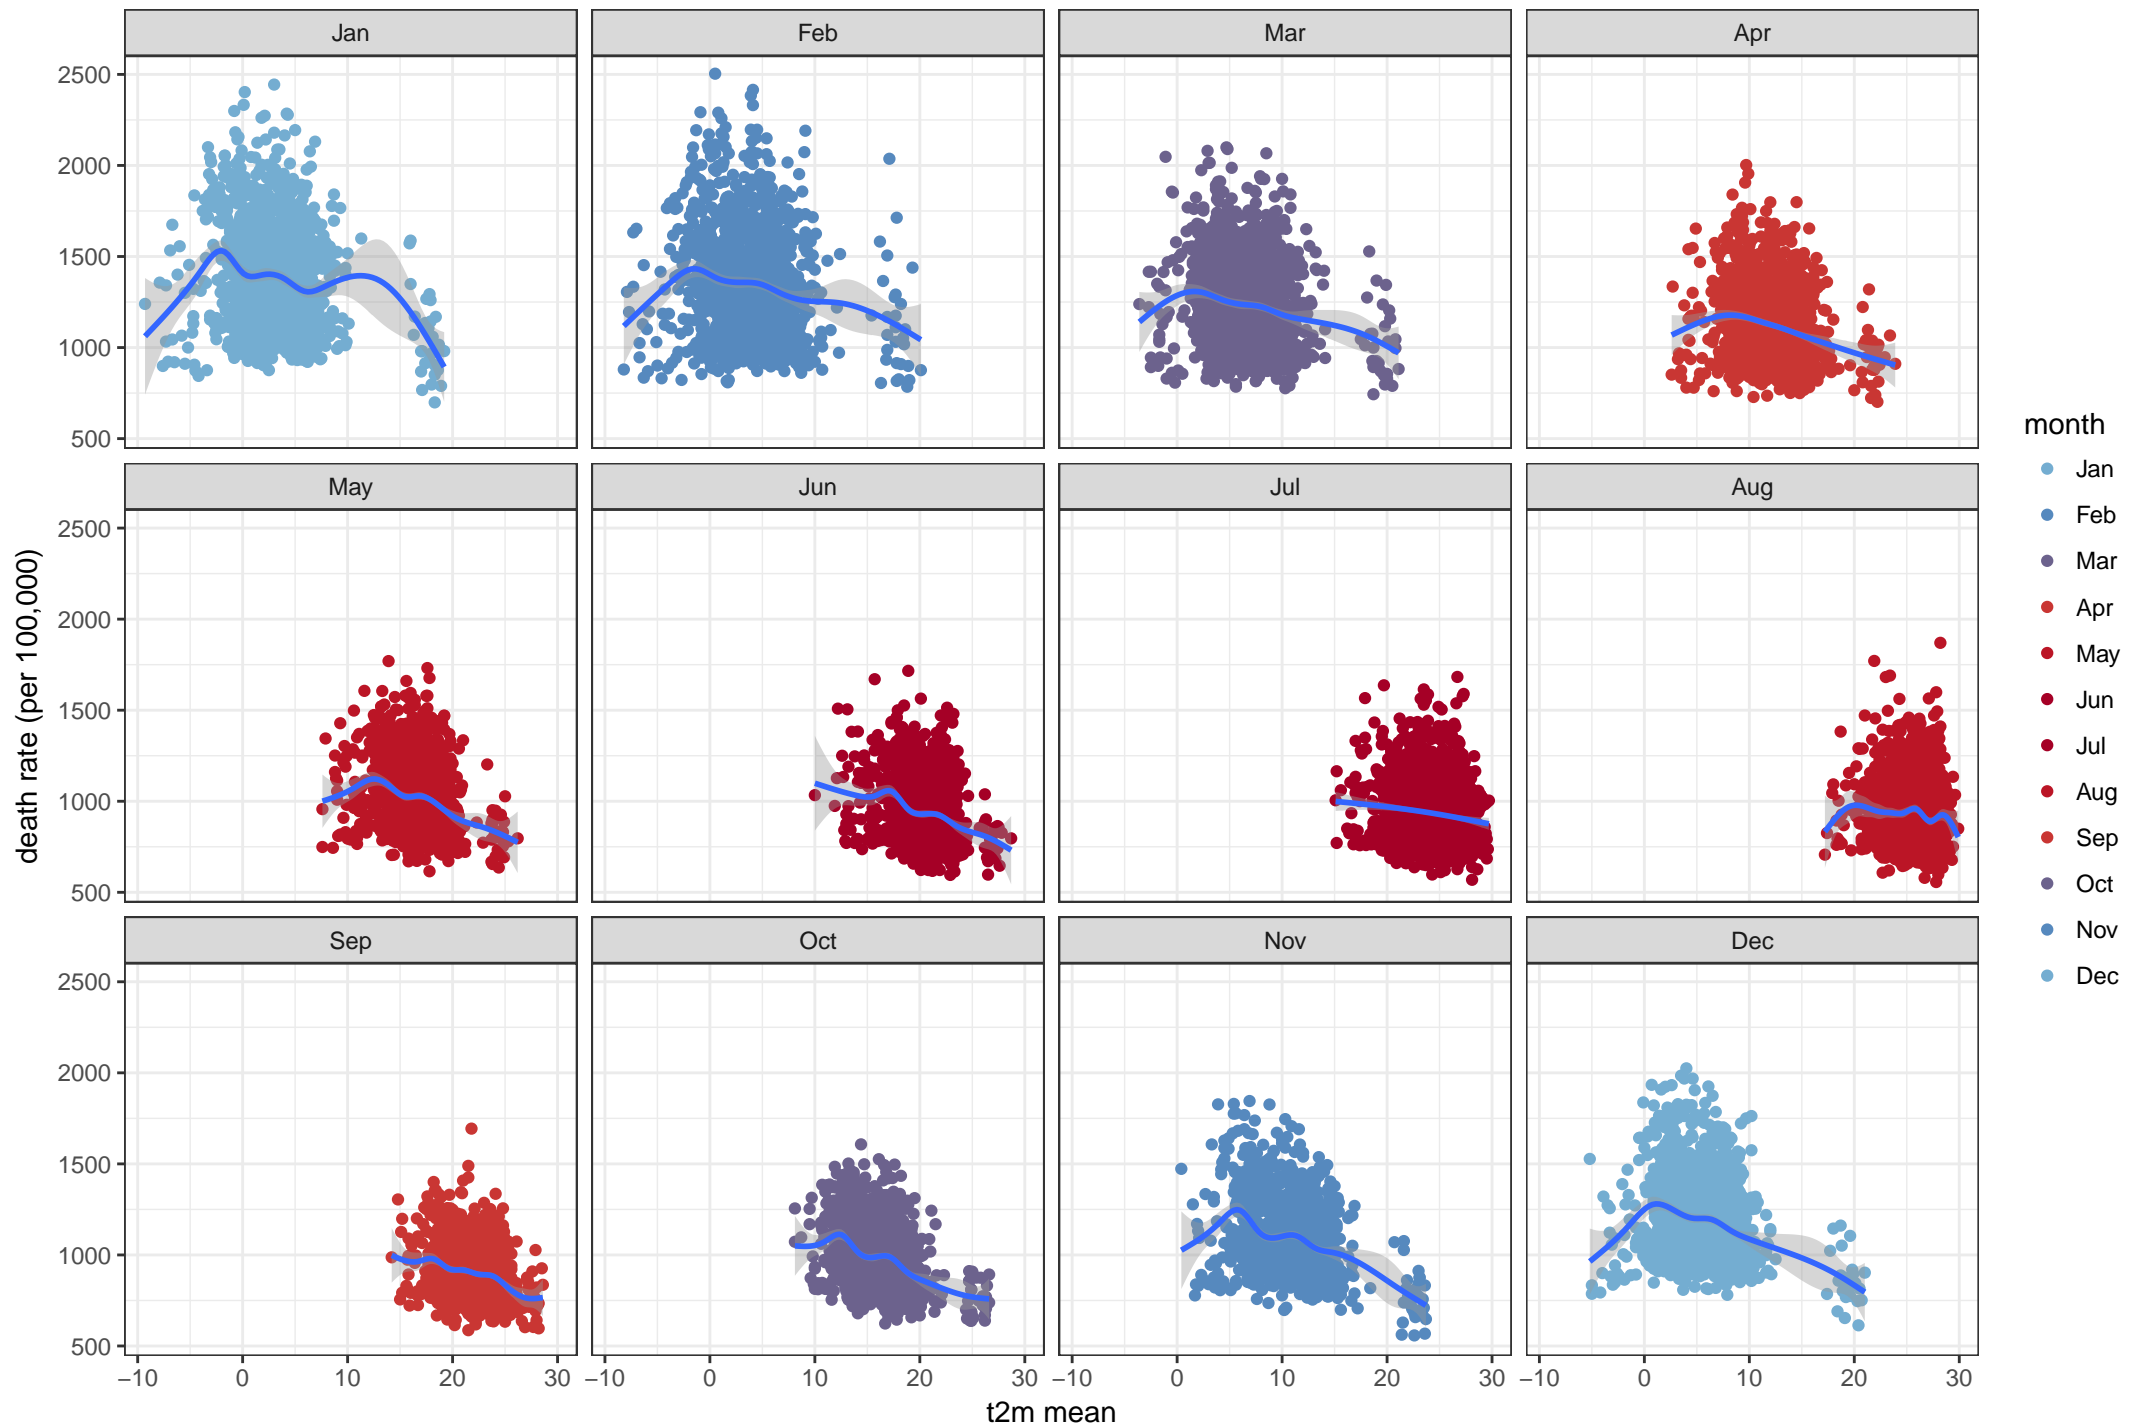 Jan Feb Mar Apr
2500
2000
1500
1000
500
May Jun Jul Aug
2500
2000
1500
1000
500
Sep Oct Nov Dec
2500
2000
1500
1000
500
−10 0 10 20 30 −10 0 10 20 30 −10 0 10 20 30 −10 0 10 20 30
t2m mean
death rate (per 100,000)
month
Jan
Feb
Mar
Apr
May
Jun
Jul
Aug
Sep
Oct
Nov
Dec